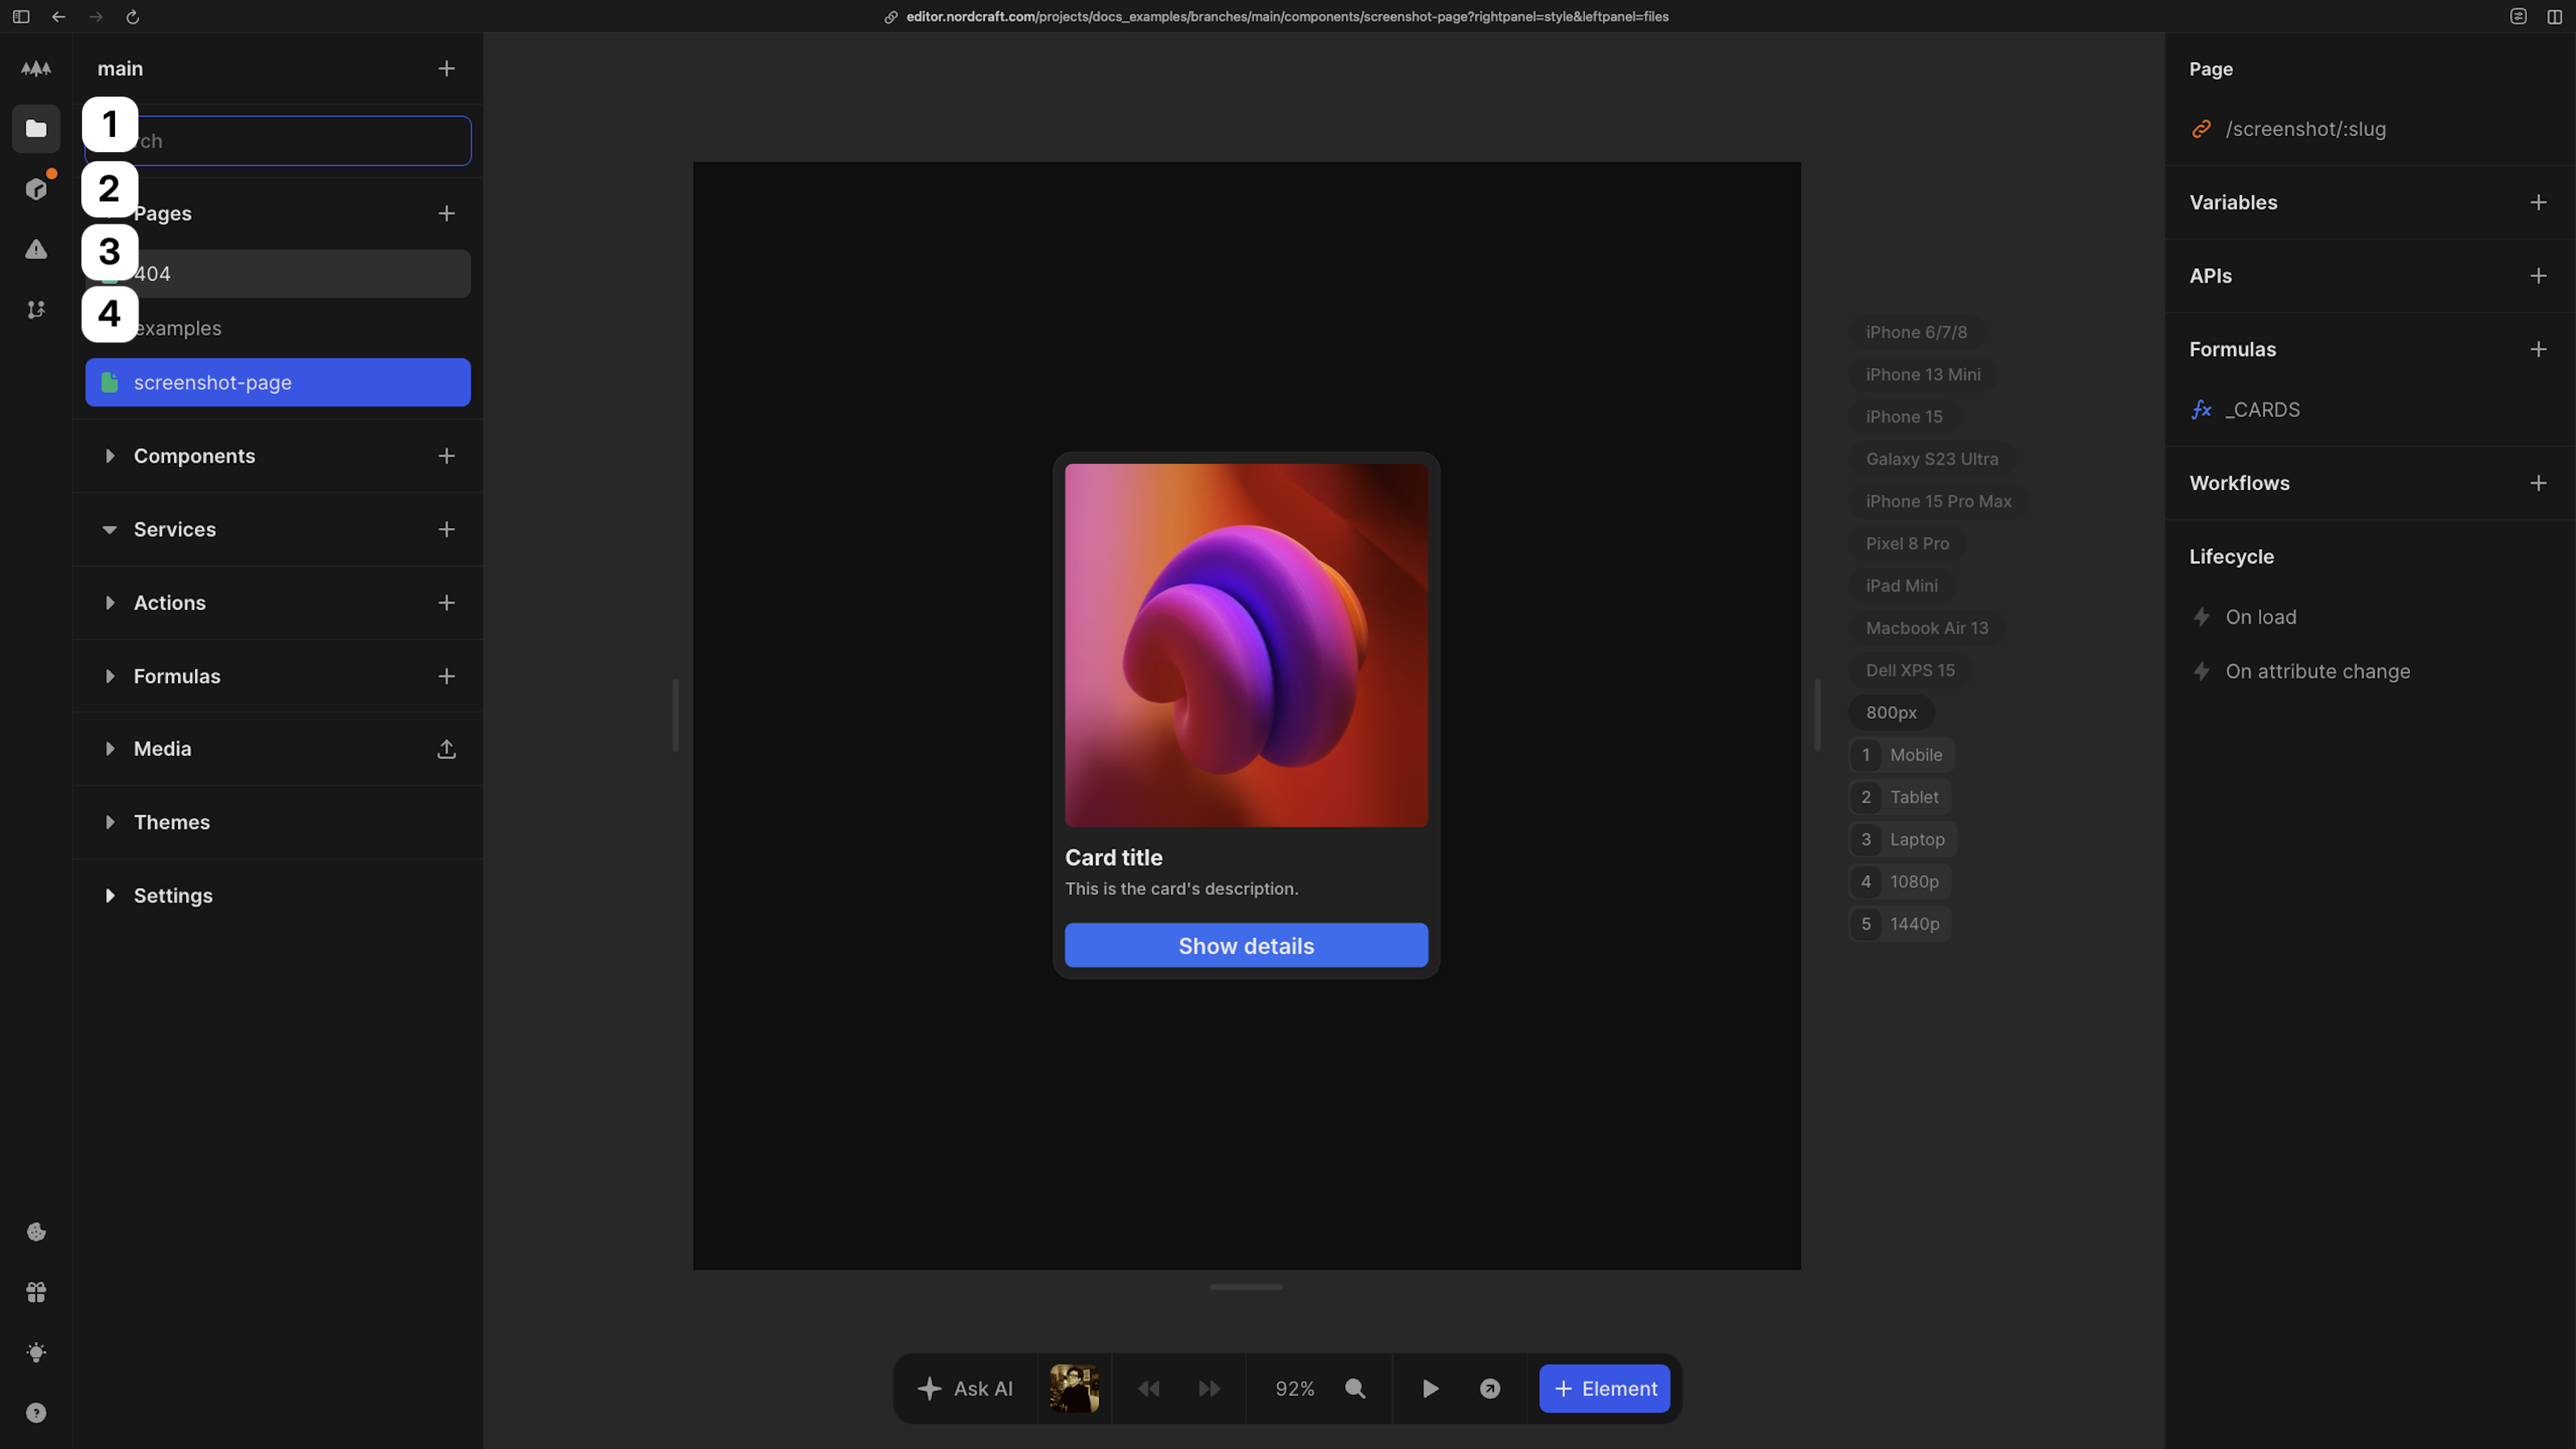 editor.nordcraft.com/projects/docs_examples/branches/main/components/screenshot-page?rightpanel=style&leftpanel=files
main
1
rch
2
Pages
3
404
4
examples
screenshot-page
Components
Services
Actions
Formulas
Media
Themes
Settings
Card title
This is the card's description.
Show details
iPhone 6/7/8
iPhone 13 Mini
iPhone 15
Galaxy S23 Ultra
iPhone 15 Pro Max
Pixel 8 Pro
iPad Mini
Macbook Air 13
Dell XPS 15
800px
1 Mobile
2 Tablet
3 Laptop
4 1080p
5 1440p
Ask AI
92%
Element
Page
/screenshot/:slug
Variables
APIs
Formulas
fx _CARDS
Workflows
Lifecycle
On load
On attribute change